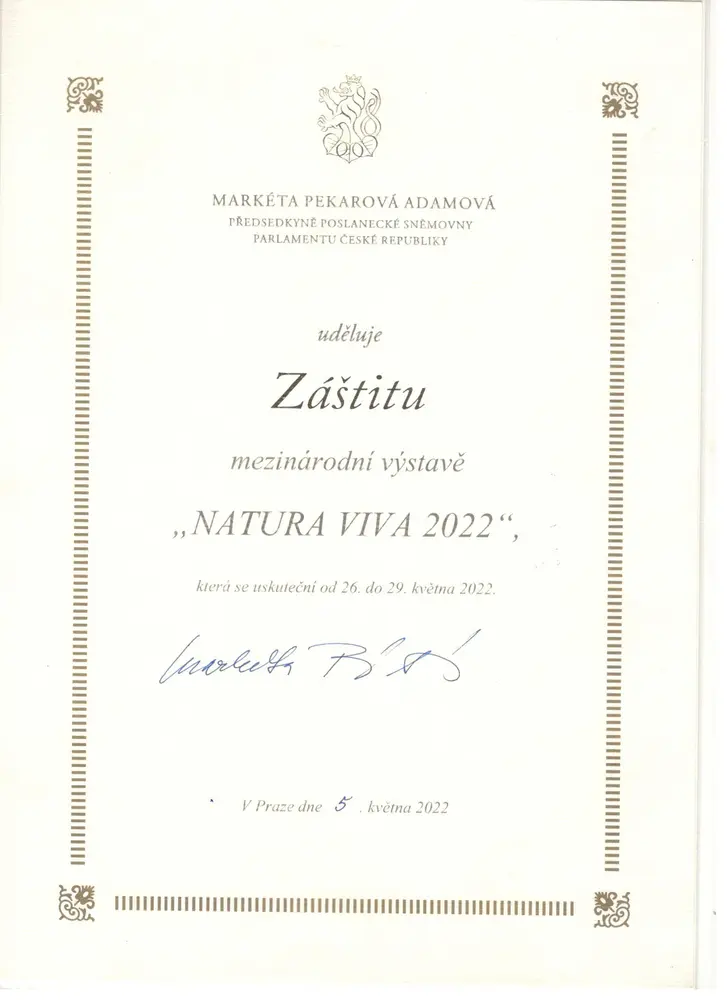 MARKÉTA PEKAROVÁ ADAMOVÁ
PŘEDSEDKYNĚ POSLANECKÉ SNĚMOVNY
PARLAMENTU ČESKÉ REPUBLIKY
uděluje
Záštitu
mezinárodní výstavě
„NATURA VIVA 2022“,
která se uskuteční od 26. do 29. května 2022.
Markéta
V Praze dne 5 . května 2022